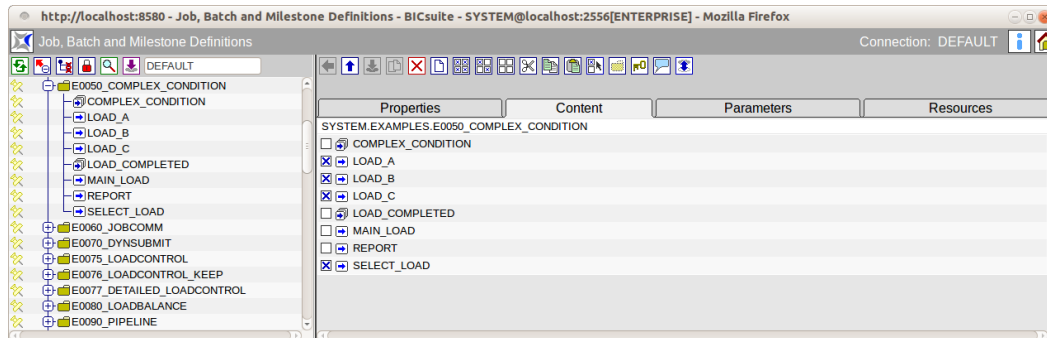 http://localhost:8580 - Job, Batch and Milestone Definitions - BICsuite - SYSTEM@localhost:2556[ENTERPRISE] - Mozilla Firefox
Job, Batch and Milestone Definitions
Connection: DEFAULT
DEFAULT
E0050_COMPLEX_CONDITION
COMPLEX_CONDITION
LOAD_A
LOAD_B
LOAD_C
LOAD_COMPLETED
MAIN_LOAD
REPORT
SELECT_LOAD
E0060_JOBCOMM
E0070_DYNSUBMIT
E0075_LOADCONTROL
E0076_LOADCONTROL_KEEP
E0077_DETAILED_LOADCONTROL
E0080_LOADBALANCE
E0090_PIPELINE
Properties
Content
Parameters
Resources
SYSTEM.EXAMPLES.E0050_COMPLEX_CONDITION
COMPLEX_CONDITION
LOAD_A
LOAD_B
LOAD_C
LOAD_COMPLETED
MAIN_LOAD
REPORT
SELECT_LOAD